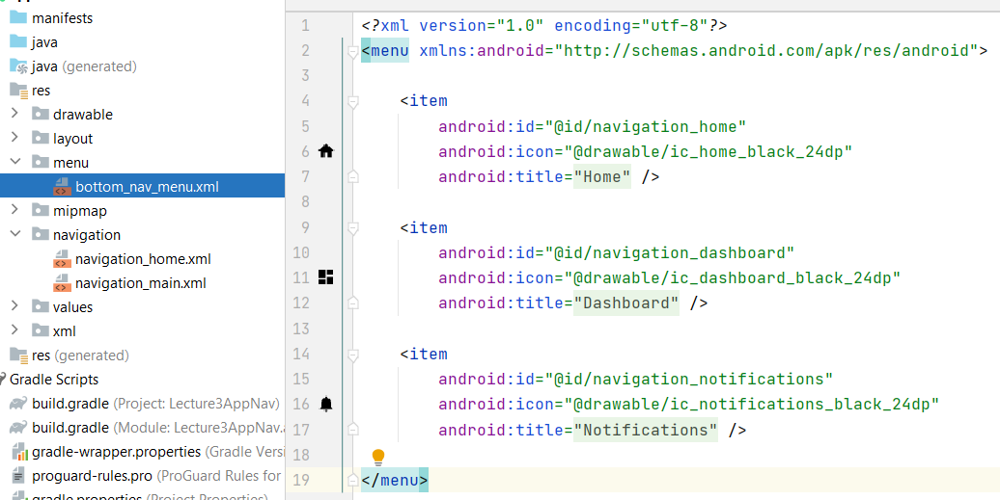 manifests
java
java (generated)
res
drawable
layout
menu
bottom_nav_menu.xml
mipmap
navigation
navigation_home.xml
navigation_main.xml
values
xml
res (generated)
Gradle Scripts
build.gradle (Project: Lecture3AppNav)
build.gradle (Module: Lecture3AppNav.a
gradle-wrapper.properties (Gradle Versi
proguard-rules.pro (ProGuard Rules for
gradle.properties (Project Properties)
1 <?xml version="1.0" encoding="utf-8"?>
2 <menu xmlns:android="http://schemas.android.com/apk/res/android">
3
4 <item
5 android:id="@id/navigation_home"
6 android:icon="@drawable/ic_home_black_24dp"
7 android:title="Home" />
8
9 <item
10 android:id="@id/navigation_dashboard"
11 android:icon="@drawable/ic_dashboard_black_24dp"
12 android:title="Dashboard" />
13
14 <item
15 android:id="@id/navigation_notifications"
16 android:icon="@drawable/ic_notifications_black_24dp"
17 android:title="Notifications" />
18
19 </menu>